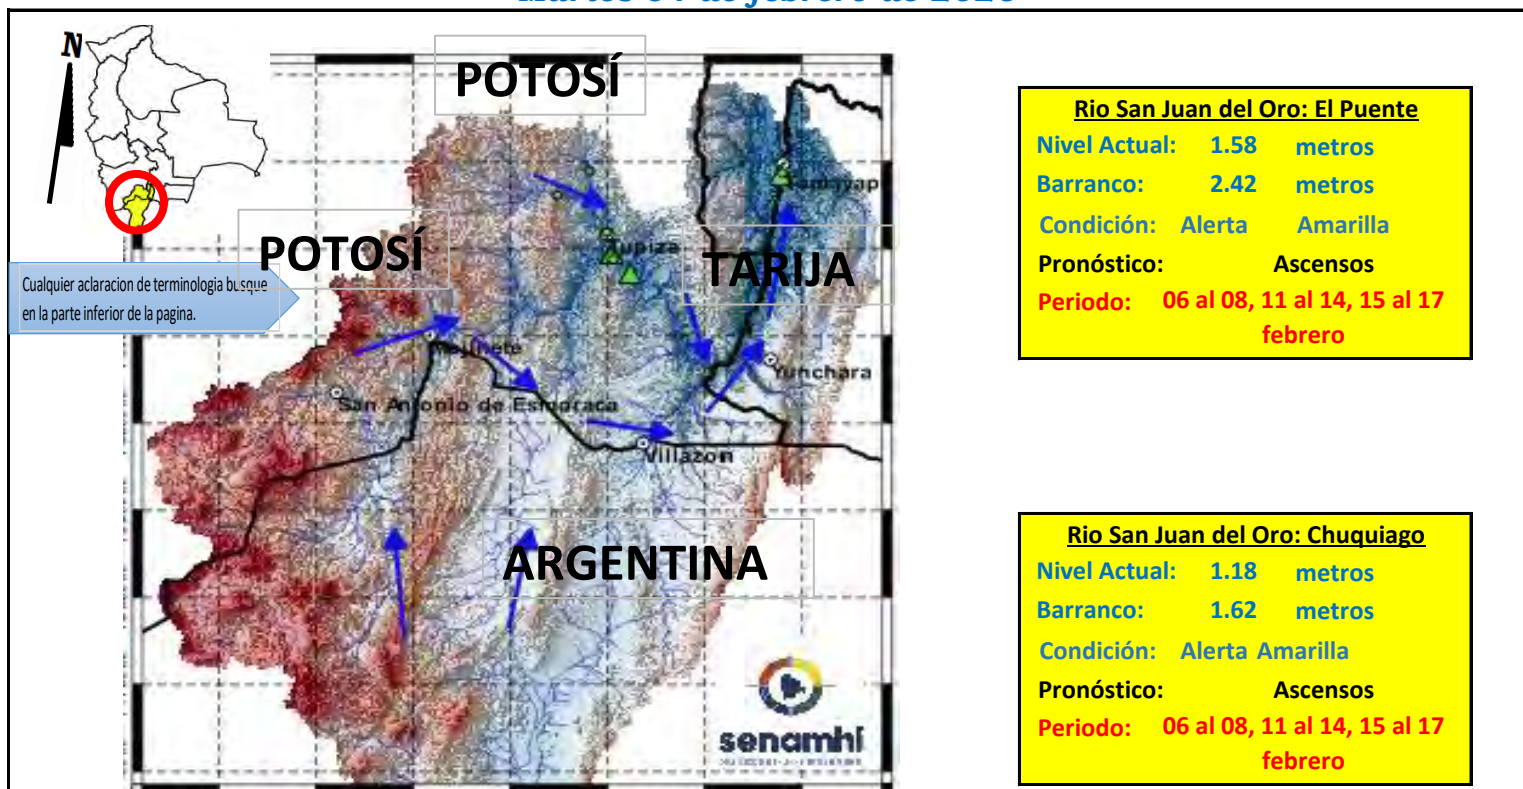 N
POTOSÍ
POTOSÍ
TARIJA
Tupiza
Cualquier aclaracion de terminologia busque
en la parte inferior de la pagina.
Yunchara
San Antonio de Esmoraca
Villazon
ARGENTINA
senamhi
Rio San Juan del Oro: El Puente
Nivel Actual: 1.58 metros
Barranco: 2.42 metros
Condición: Alerta Amarilla
Pronóstico: Ascensos
Periodo: 06 al 08, 11 al 14, 15 al 17
febrero
Rio San Juan del Oro: Chuquiago
Nivel Actual: 1.18 metros
Barranco: 1.62 metros
Condición: Alerta Amarilla
Pronóstico: Ascensos
Periodo: 06 al 08, 11 al 14, 15 al 17
febrero